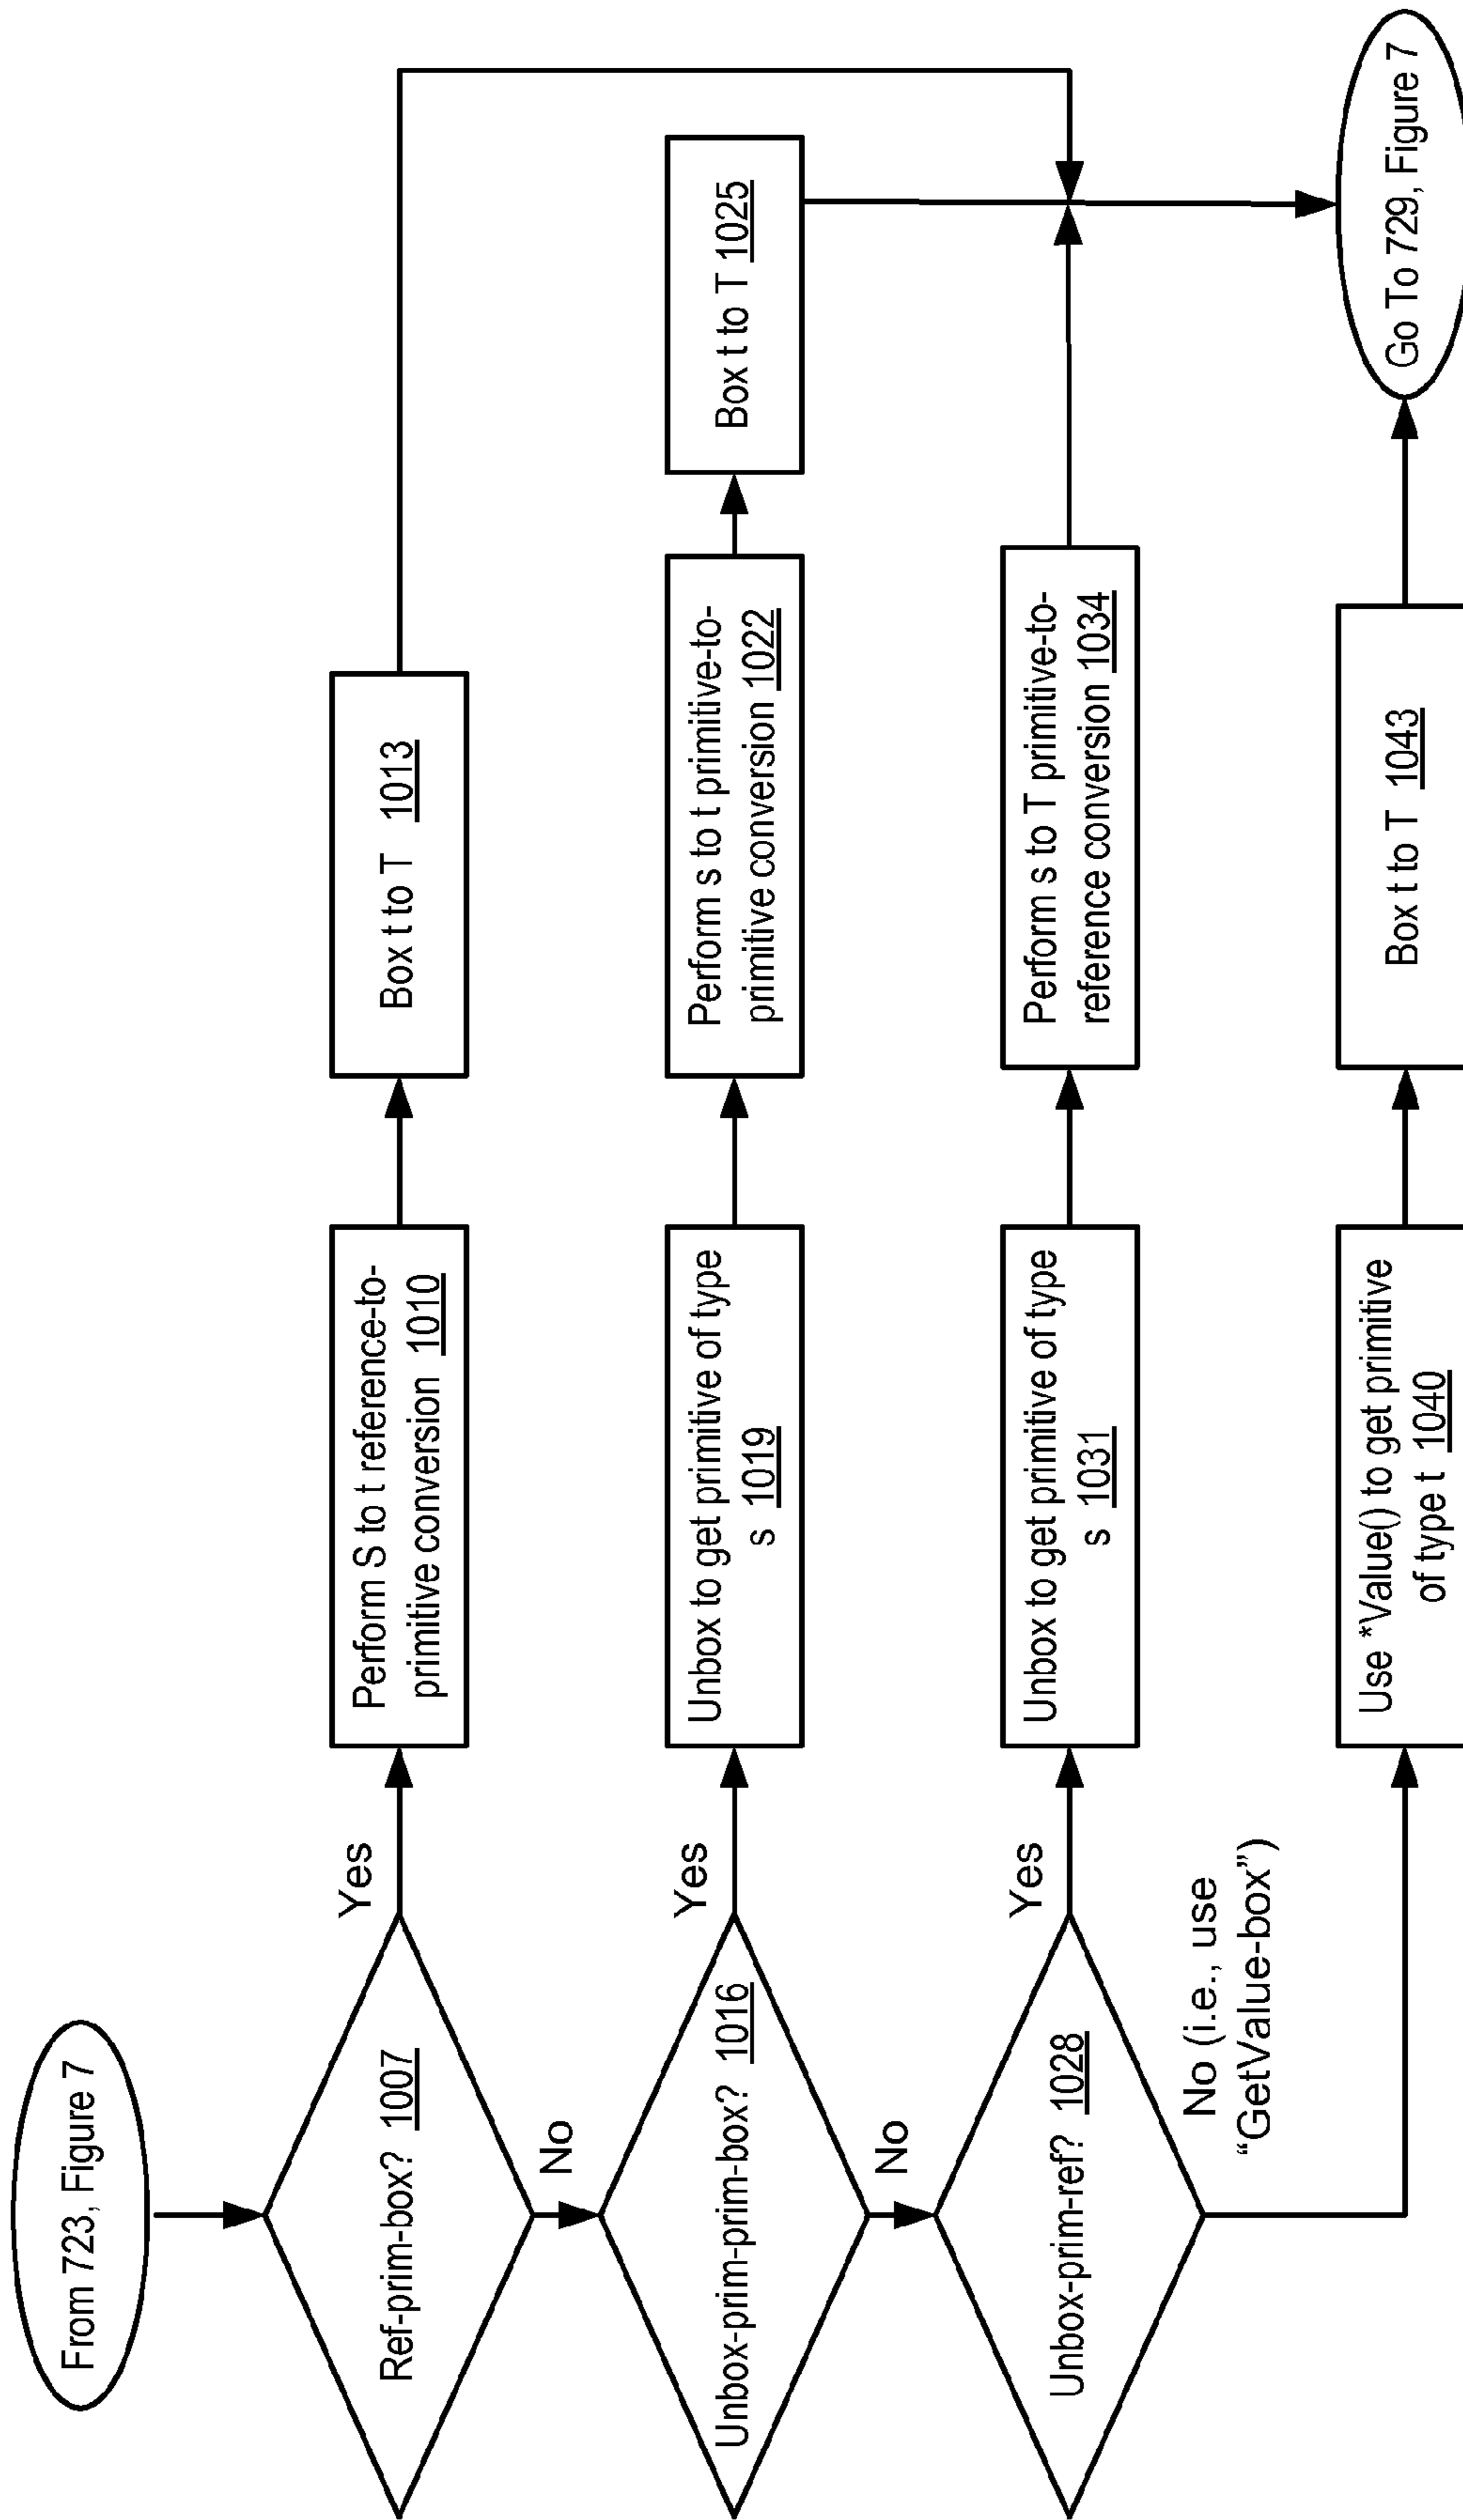 From 723, Figure 7
Ref-prim-box? 1007
Yes
Perform S to t reference-to-
primitive conversion 1010
Box t to T 1013
No
Unbox-prim-prim-box? 1016
Yes
Unbox to get primitive of type
s 1019
Perform s to t primitive-to-
primitive conversion 1022
Box t to T 1025
No
Unbox-prim-ref? 1028
Yes
Unbox to get primitive of type
s 1031
Perform s to T primitive-to-
reference conversion 1034
No (i.e., use
“GetValue-box”)
Use *Value() to get primitive
of type t 1040
Box t to T 1043
Go To 729, Figure 7